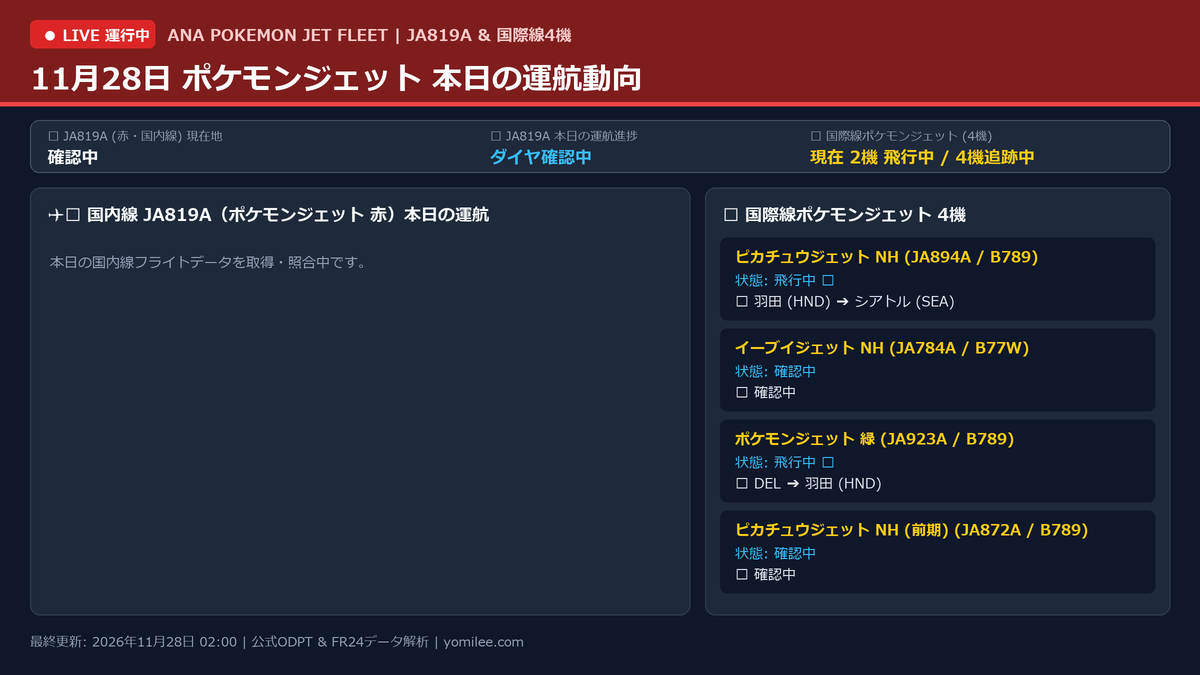 ● LIVE 運行中 ANA POKEMON JET FLEET | JA819A & 国際線4機
11月28日 ポケモンジェット 本日の運航動向
□ JA819A (赤・国内線) 現在地
確認中
□ JA819A 本日の運航進捗
ダイヤ確認中
□ 国際線ポケモンジェット (4機)
現在 2機 飛行中 / 4機追跡中
✈□ 国内線 JA819A（ポケモンジェット 赤）本日の運航
本日の国内線フライトデータを取得・照合中です。
□ 国際線ポケモンジェット 4機
ピカチュウジェット NH (JA894A / B789)
状態: 飛行中 □
□ 羽田 (HND) ➔ シアトル (SEA)
イーブイジェット NH (JA784A / B77W)
状態: 確認中
□ 確認中
ポケモンジェット 緑 (JA923A / B789)
状態: 飛行中 □
□ DEL ➔ 羽田 (HND)
ピカチュウジェット NH (前期) (JA872A / B789)
状態: 確認中
□ 確認中
最終更新: 2026年11月28日 02:00 | 公式ODPT & FR24データ解析 | yomilee.com